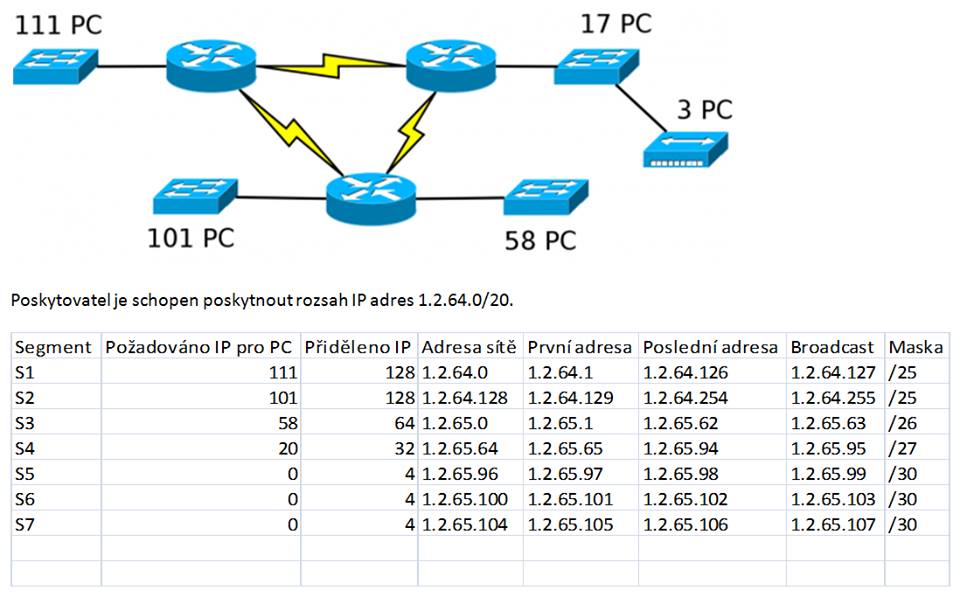 111 PC
17 PC
3 PC
101 PC
58 PC
Poskytovatel je schopen poskytnout rozsah IP adres 1.2.64.0/20.
Segment Požadováno IP pro PC Přiděleno IP Adresa sítě První adresa Poslední adresa Broadcast Maska
S1 111 128 1.2.64.0 1.2.64.1 1.2.64.126 1.2.64.127 /25
S2 101 128 1.2.64.128 1.2.64.129 1.2.64.254 1.2.64.255 /25
S3 58 64 1.2.65.0 1.2.65.1 1.2.65.62 1.2.65.63 /26
S4 20 32 1.2.65.64 1.2.65.65 1.2.65.94 1.2.65.95 /27
S5 0 4 1.2.65.96 1.2.65.97 1.2.65.98 1.2.65.99 /30
S6 0 4 1.2.65.100 1.2.65.101 1.2.65.102 1.2.65.103 /30
S7 0 4 1.2.65.104 1.2.65.105 1.2.65.106 1.2.65.107 /30